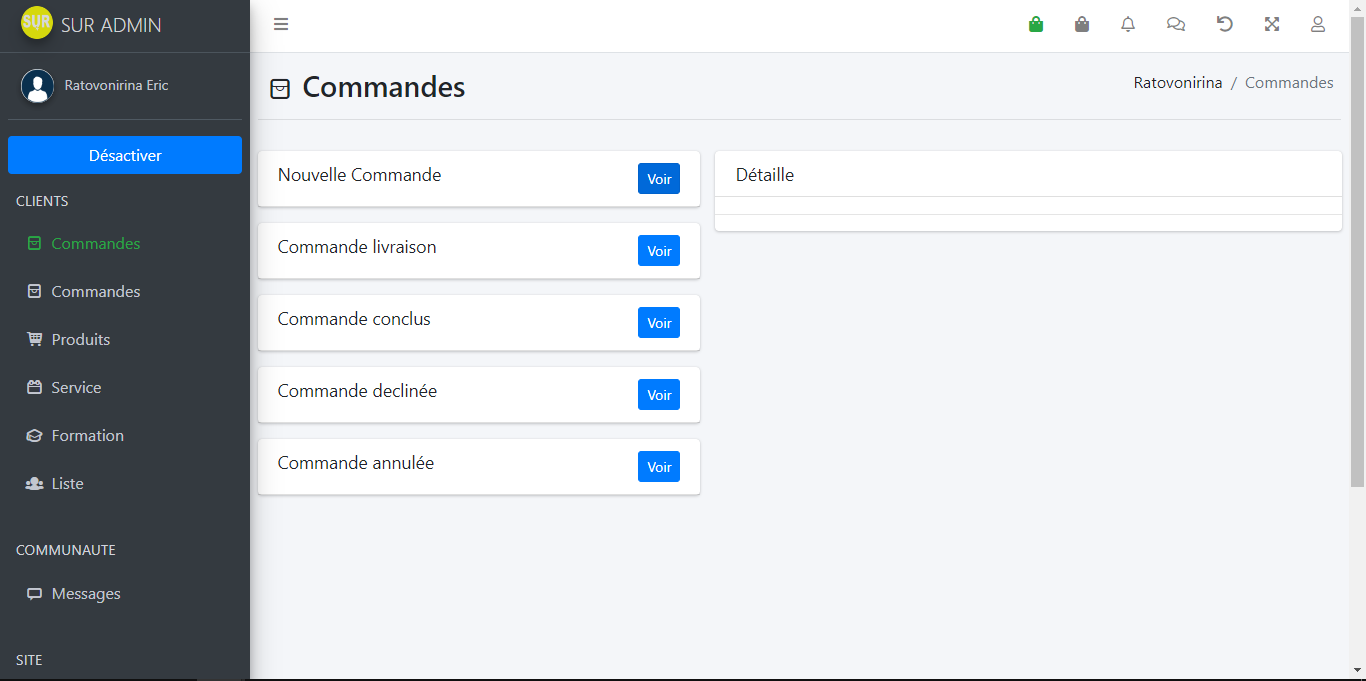 SUR
SUR ADMIN
Ratovonirina Eric
Désactiver
CLIENTS
Commandes
Commandes
Produits
Service
Formation
Liste
COMMUNAUTE
Messages
SITE
Commandes
Ratovonirina / Commandes
Nouvelle Commande Voir
Commande livraison Voir
Commande conclus Voir
Commande declinée Voir
Commande annulée Voir
Détaille